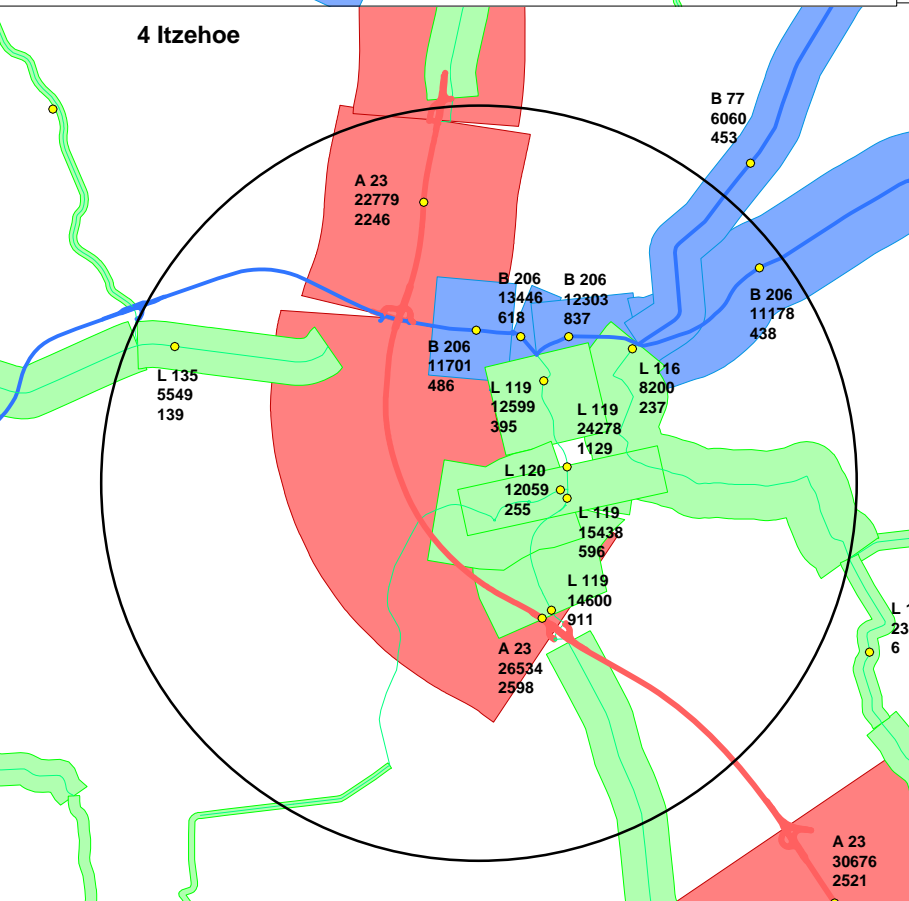 4 Itzehoe
B 77
6060
453
A 23
22779
2246
B 206
13446
618
B 206
12303
837
B 206
11178
438
B 206
11701
486
L 135
5549
139
L 119
12599
395
L 116
8200
237
L 119
24278
1129
L 120
12059
255
L 119
15438
596
L 119
14600
911
A 23
26534
2598
A 23
30676
2521